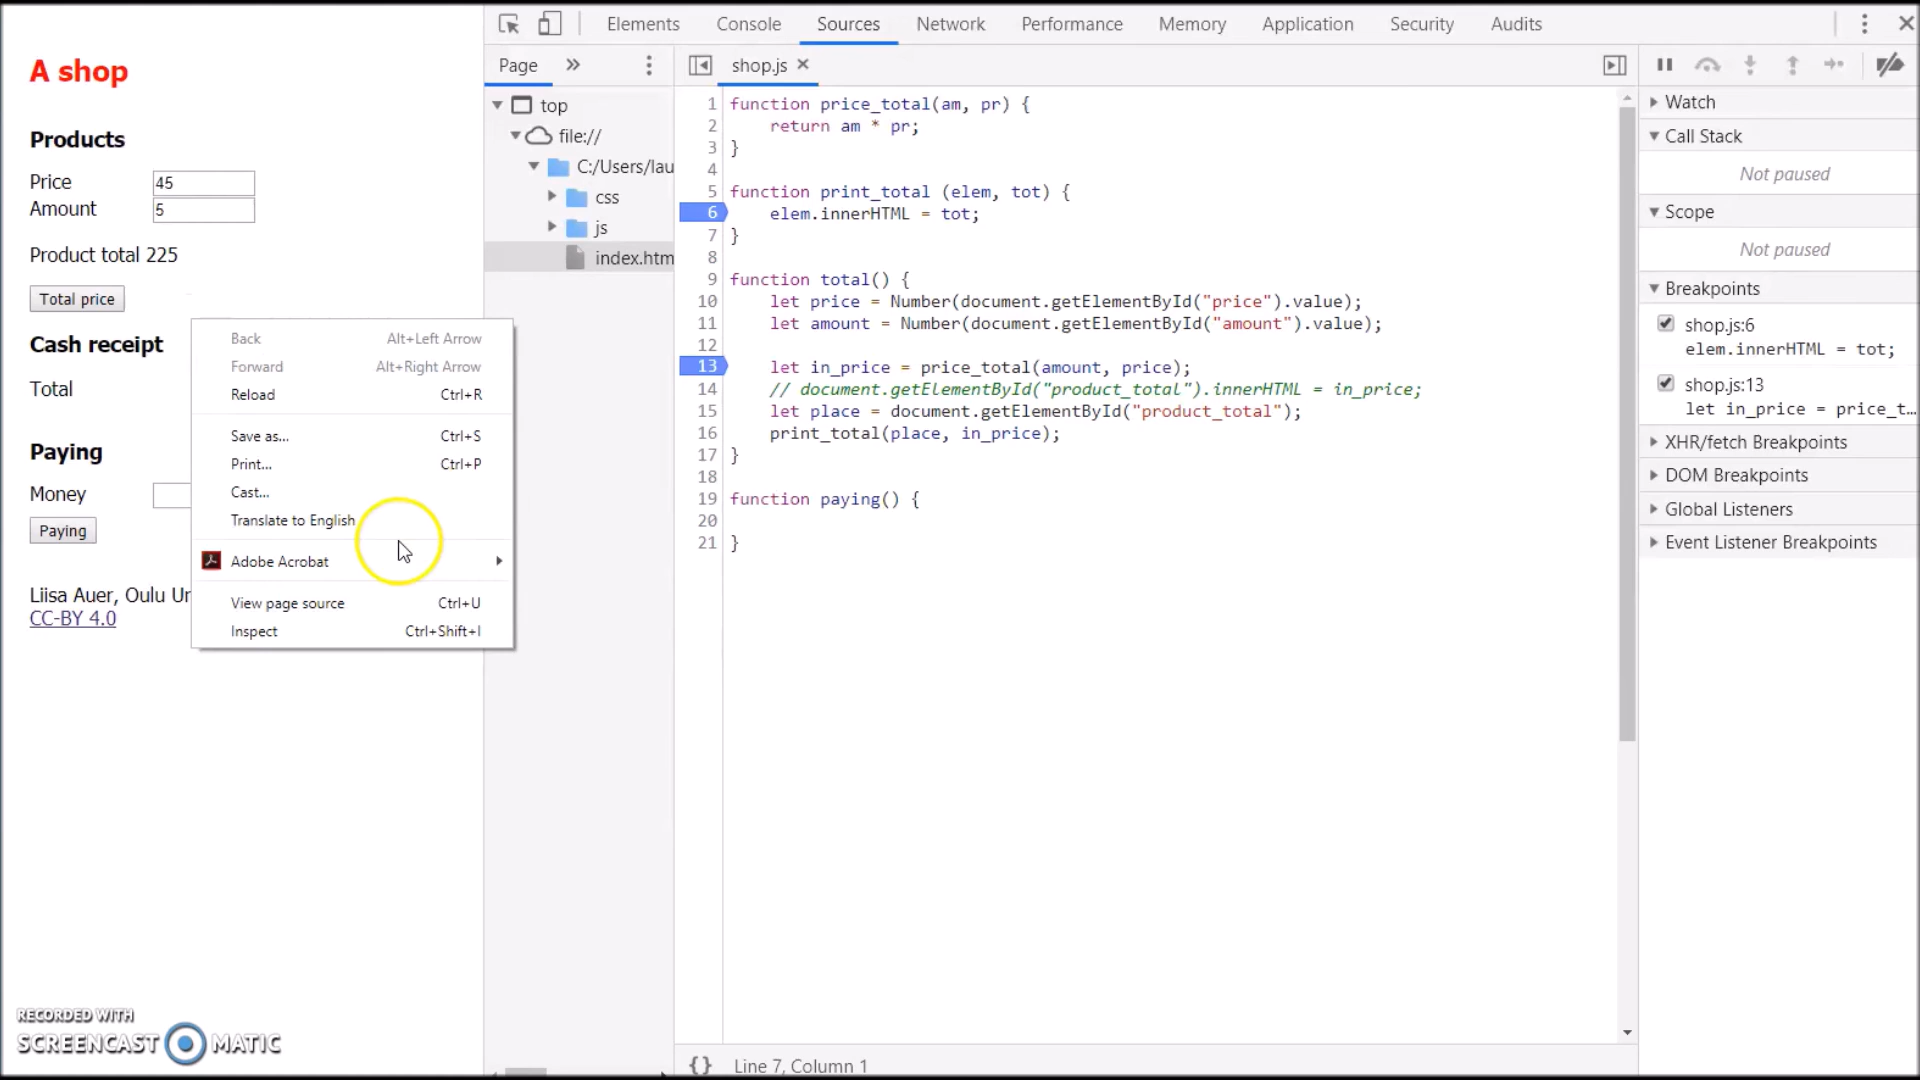 A shop
Products
Price 45
Amount 5
Product total 225
Total price
Cash receipt
Total
Paying
Money
Paying
Liisa Auer, Oulu Un
CC-BY 4.0
RECORDED WITH
SCREENCAST MATIC
Back Alt+Left Arrow
Forward Alt+Right Arrow
Reload Ctrl+R
Save as... Ctrl+S
Print... Ctrl+P
Cast...
Translate to English
Adobe Acrobat
View page source Ctrl+U
Inspect Ctrl+Shift+I
Elements Console Sources Network Performance Memory Application Security Audits
Page
top
file://
C:/Users/lau
css
js
index.htm
shop.js
1 function price_total(am, pr) {
2 return am * pr;
3 }
4
5 function print_total (elem, tot) {
6 elem.innerHTML = tot;
7 }
8
9 function total() {
10 let price = Number(document.getElementById("price").value);
11 let amount = Number(document.getElementById("amount").value);
12
13 let in_price = price_total(amount, price);
14 // document.getElementById("product_total").innerHTML = in_price;
15 let place = document.getElementById("product_total");
16 print_total(place, in_price);
17 }
18
19 function paying() {
20
21 }
{} Line 7, Column 1
Watch
Call Stack
Not paused
Scope
Not paused
Breakpoints
shop.js:6
elem.innerHTML = tot;
shop.js:13
let in_price = price_t…
XHR/fetch Breakpoints
DOM Breakpoints
Global Listeners
Event Listener Breakpoints